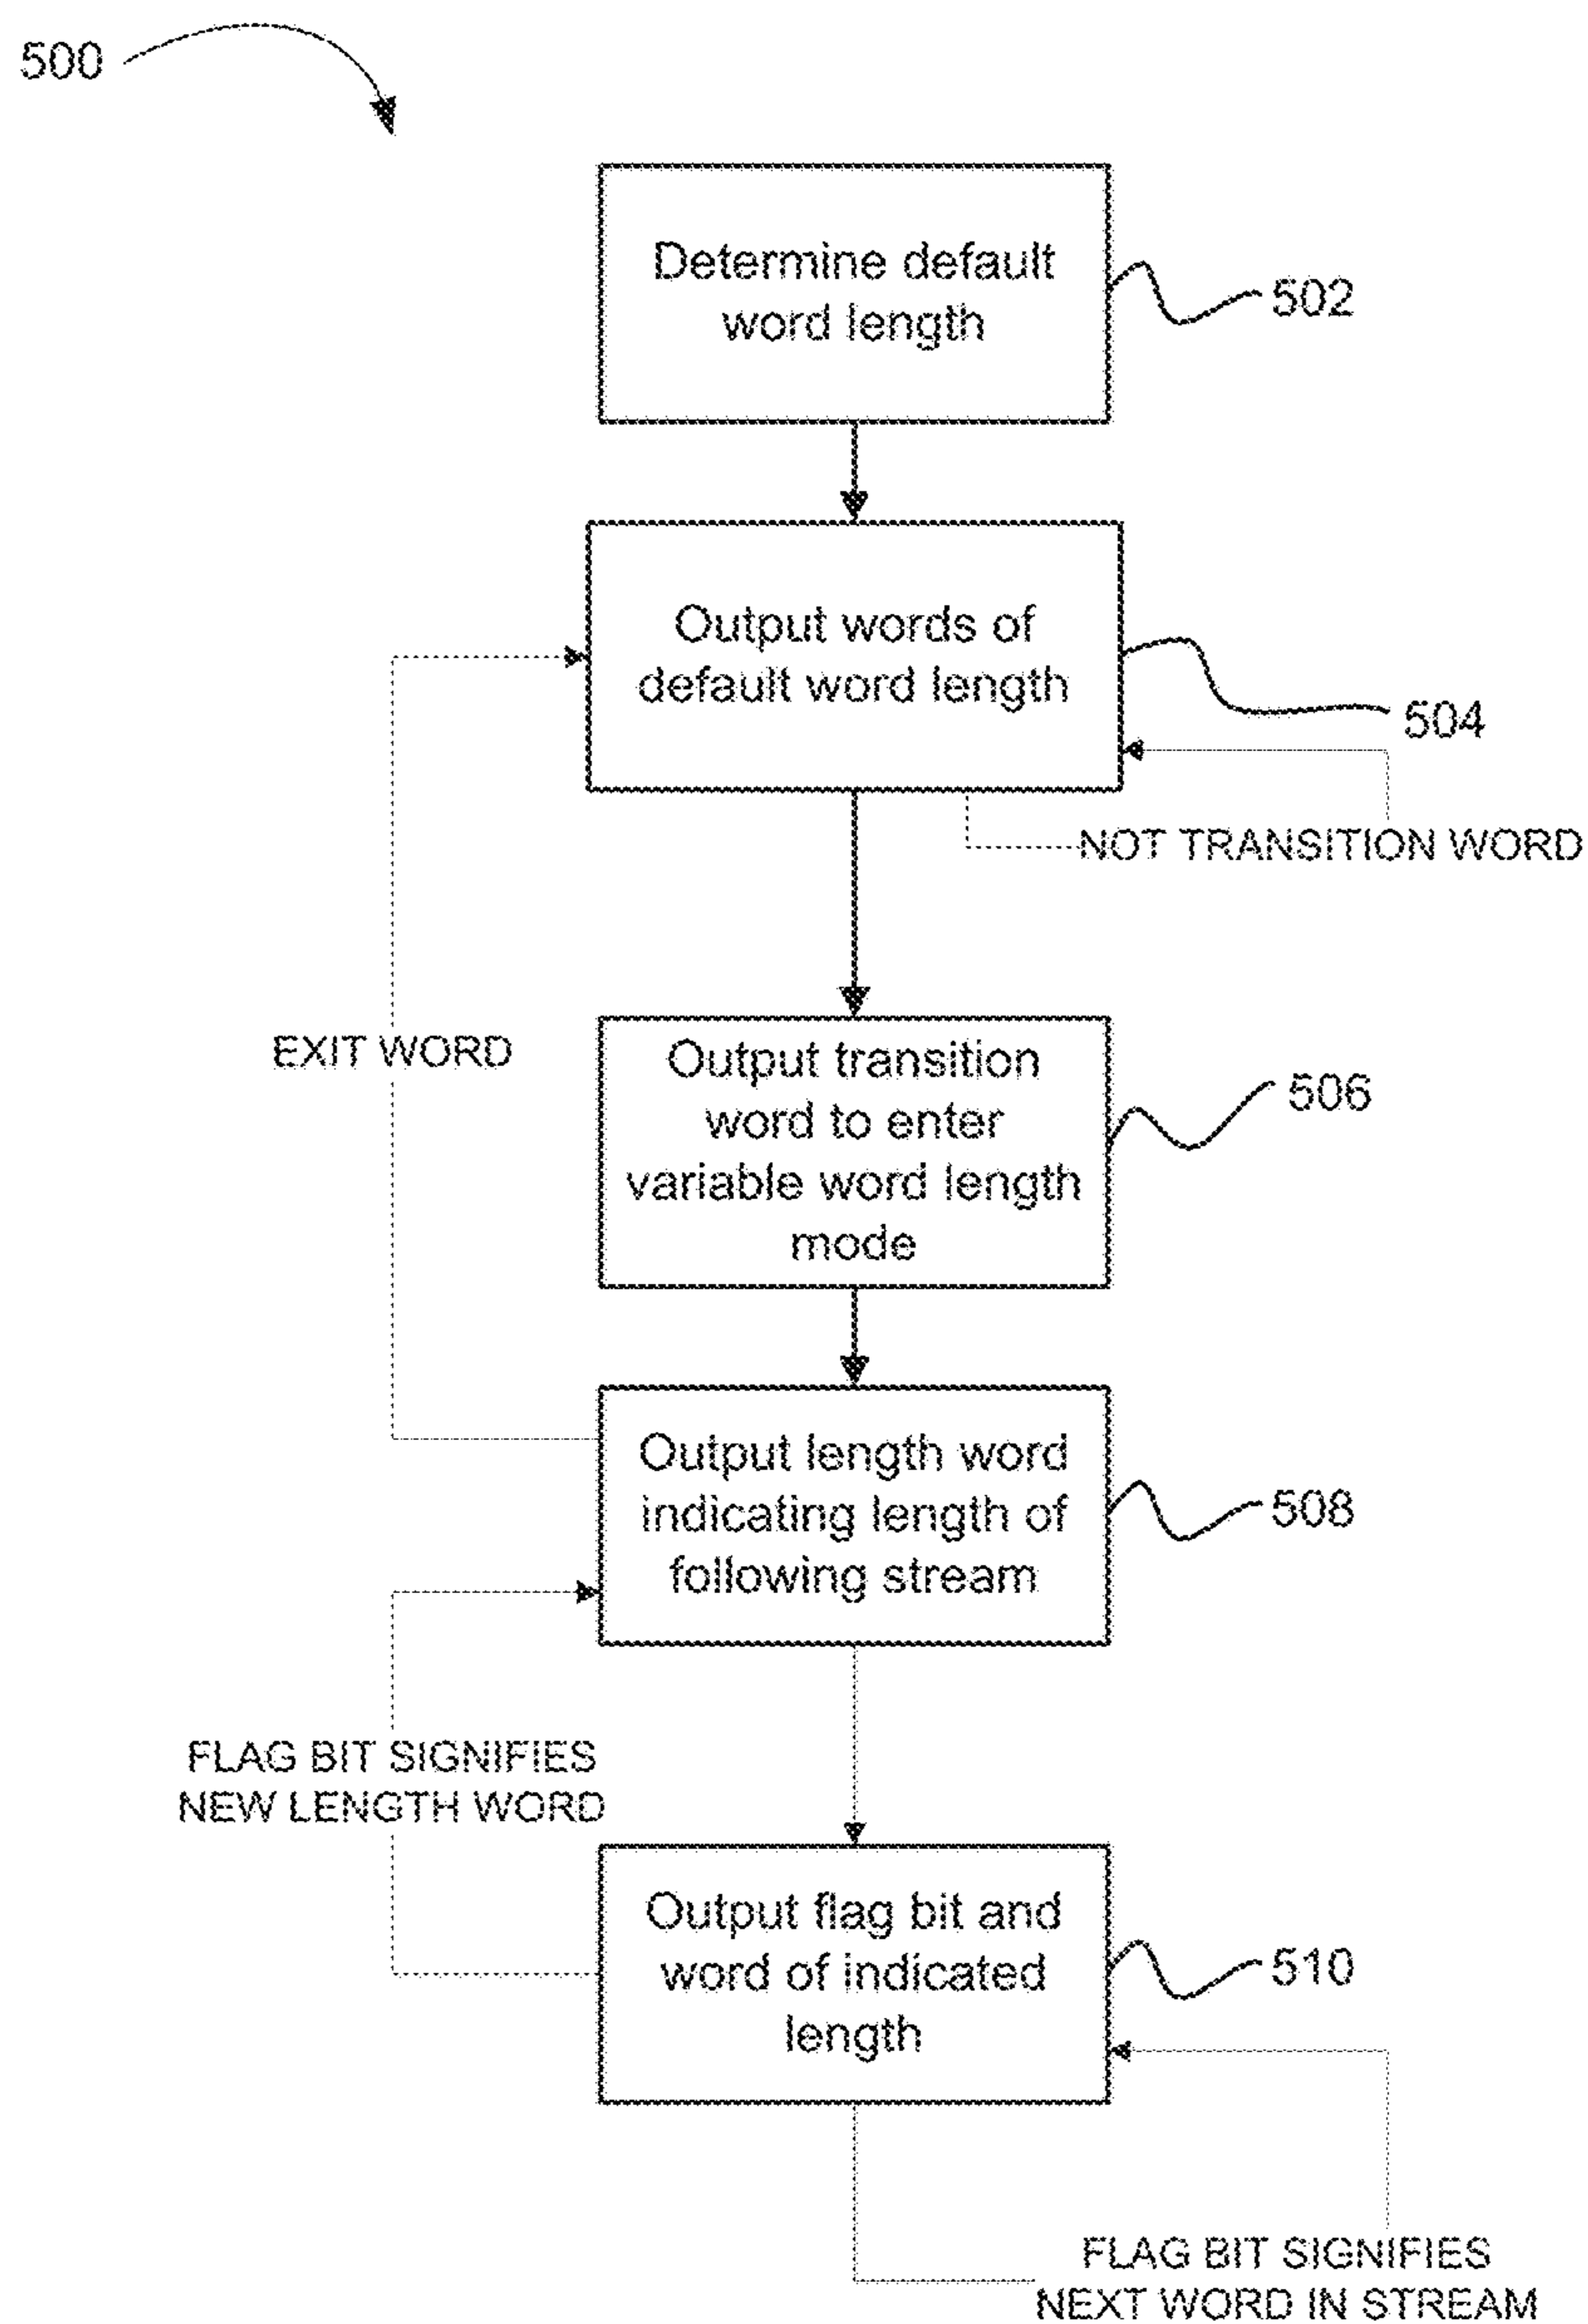 500
Determine default
word length
502
Output words of
default word length
504
NOT TRANSITION WORD
EXIT WORD
Output transition
word to enter
variable word length
mode
506
Output length word
indicating length of
following stream
508
FLAG BIT SIGNIFIES
NEW LENGTH WORD
Output flag bit and
word of indicated
length
510
FLAG BIT SIGNIFIES
NEXT WORD IN STREAM